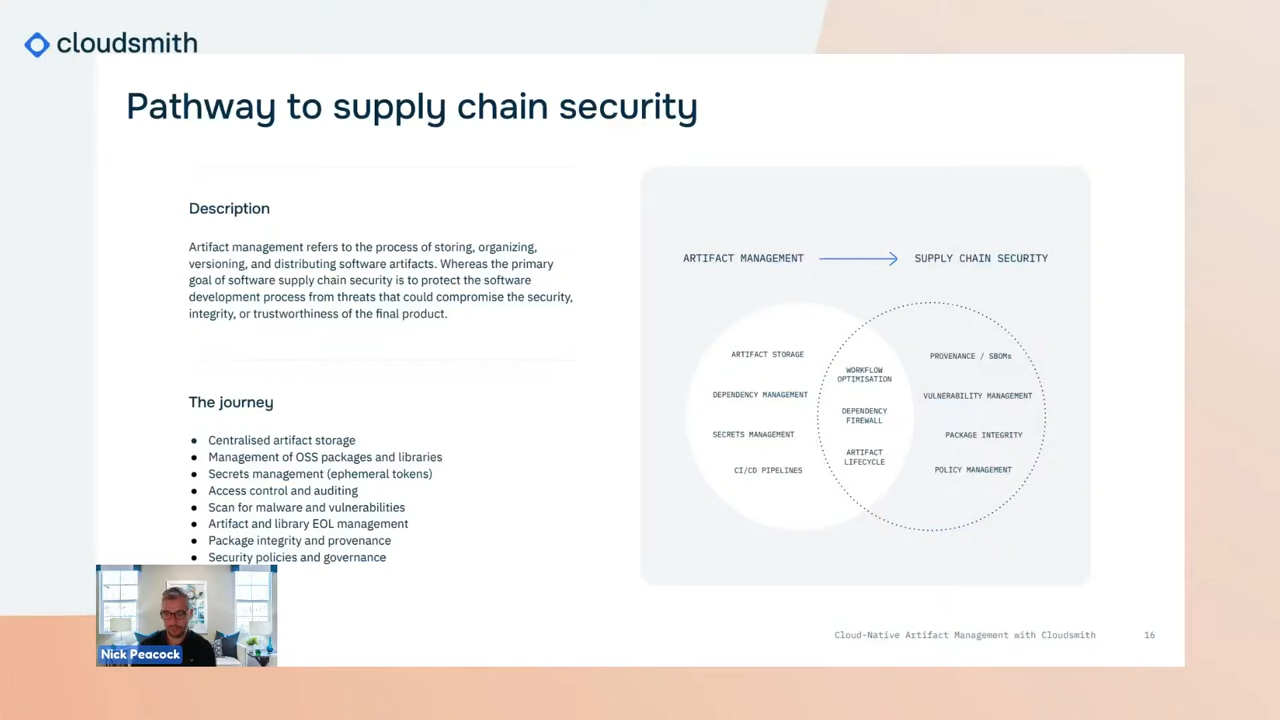 cloudsmith
Pathway to supply chain security
Description
Artifact management refers to the process of storing, organizing,
versioning, and distributing software artifacts. Whereas the primary
goal of software supply chain security is to protect the software
development process from threats that could compromise the security,
integrity, or trustworthiness of the final product.
The journey
● Centralised artifact storage
● Management of OSS packages and libraries
● Secrets management (ephemeral tokens)
● Access control and auditing
● Scan for malware and vulnerabilities
● Artifact and library EOL management
● Package integrity and provenance
● Security policies and governance
ARTIFACT MANAGEMENT
SUPPLY CHAIN SECURITY
ARTIFACT STORAGE
DEPENDENCY MANAGEMENT
SECRETS MANAGEMENT
CI/CD PIPELINES
WORKFLOW
OPTIMISATION
DEPENDENCY
FIREWALL
ARTIFACT
LIFECYCLE
PROVENANCE / SBOMs
VULNERABILITY MANAGEMENT
PACKAGE INTEGRITY
POLICY MANAGEMENT
Nick Peacock
Cloud-Native Artifact Management with Cloudsmith
16